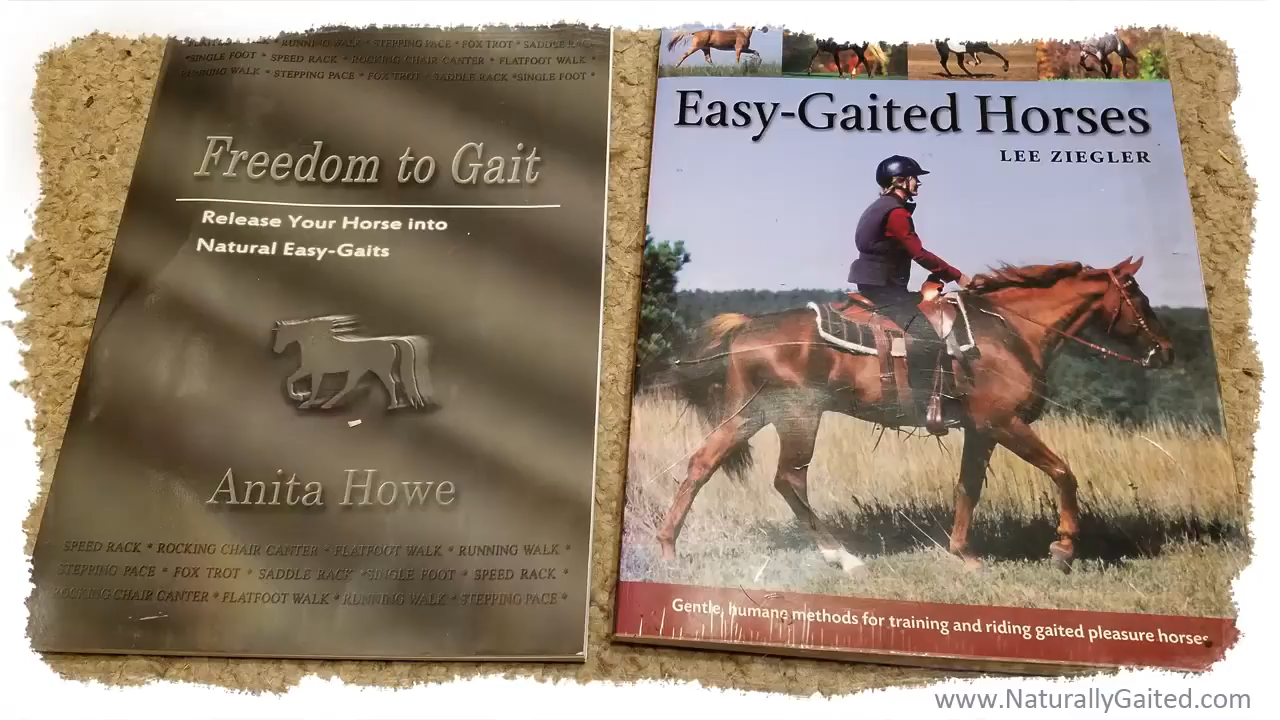 * RUNNING WALK * STEPPING PACE * FOX TROT * SADDLE RACK
*SINGLE FOOT * SPEED RACK * ROCKING CHAIR CANTER * FLATFOOT WALK *
RUNNING WALK * STEPPING PACE * FOX TROT * SADDLE RACK *SINGLE FOOT *
Freedom to Gait
Release Your Horse into
Natural Easy-Gaits
Anita Howe
SPEED RACK * ROCKING CHAIR CANTER * FLATFOOT WALK * RUNNING WALK *
STEPPING PACE * FOX TROT * SADDLE RACK *SINGLE FOOT * SPEED RACK *
ROCKING CHAIR CANTER * FLATFOOT WALK * RUNNING WALK * STEPPING PACE *
Easy-Gaited Horses
LEE ZIEGLER
Gentle, humane methods for training and riding gaited pleasure horses
www.NaturallyGaited.com